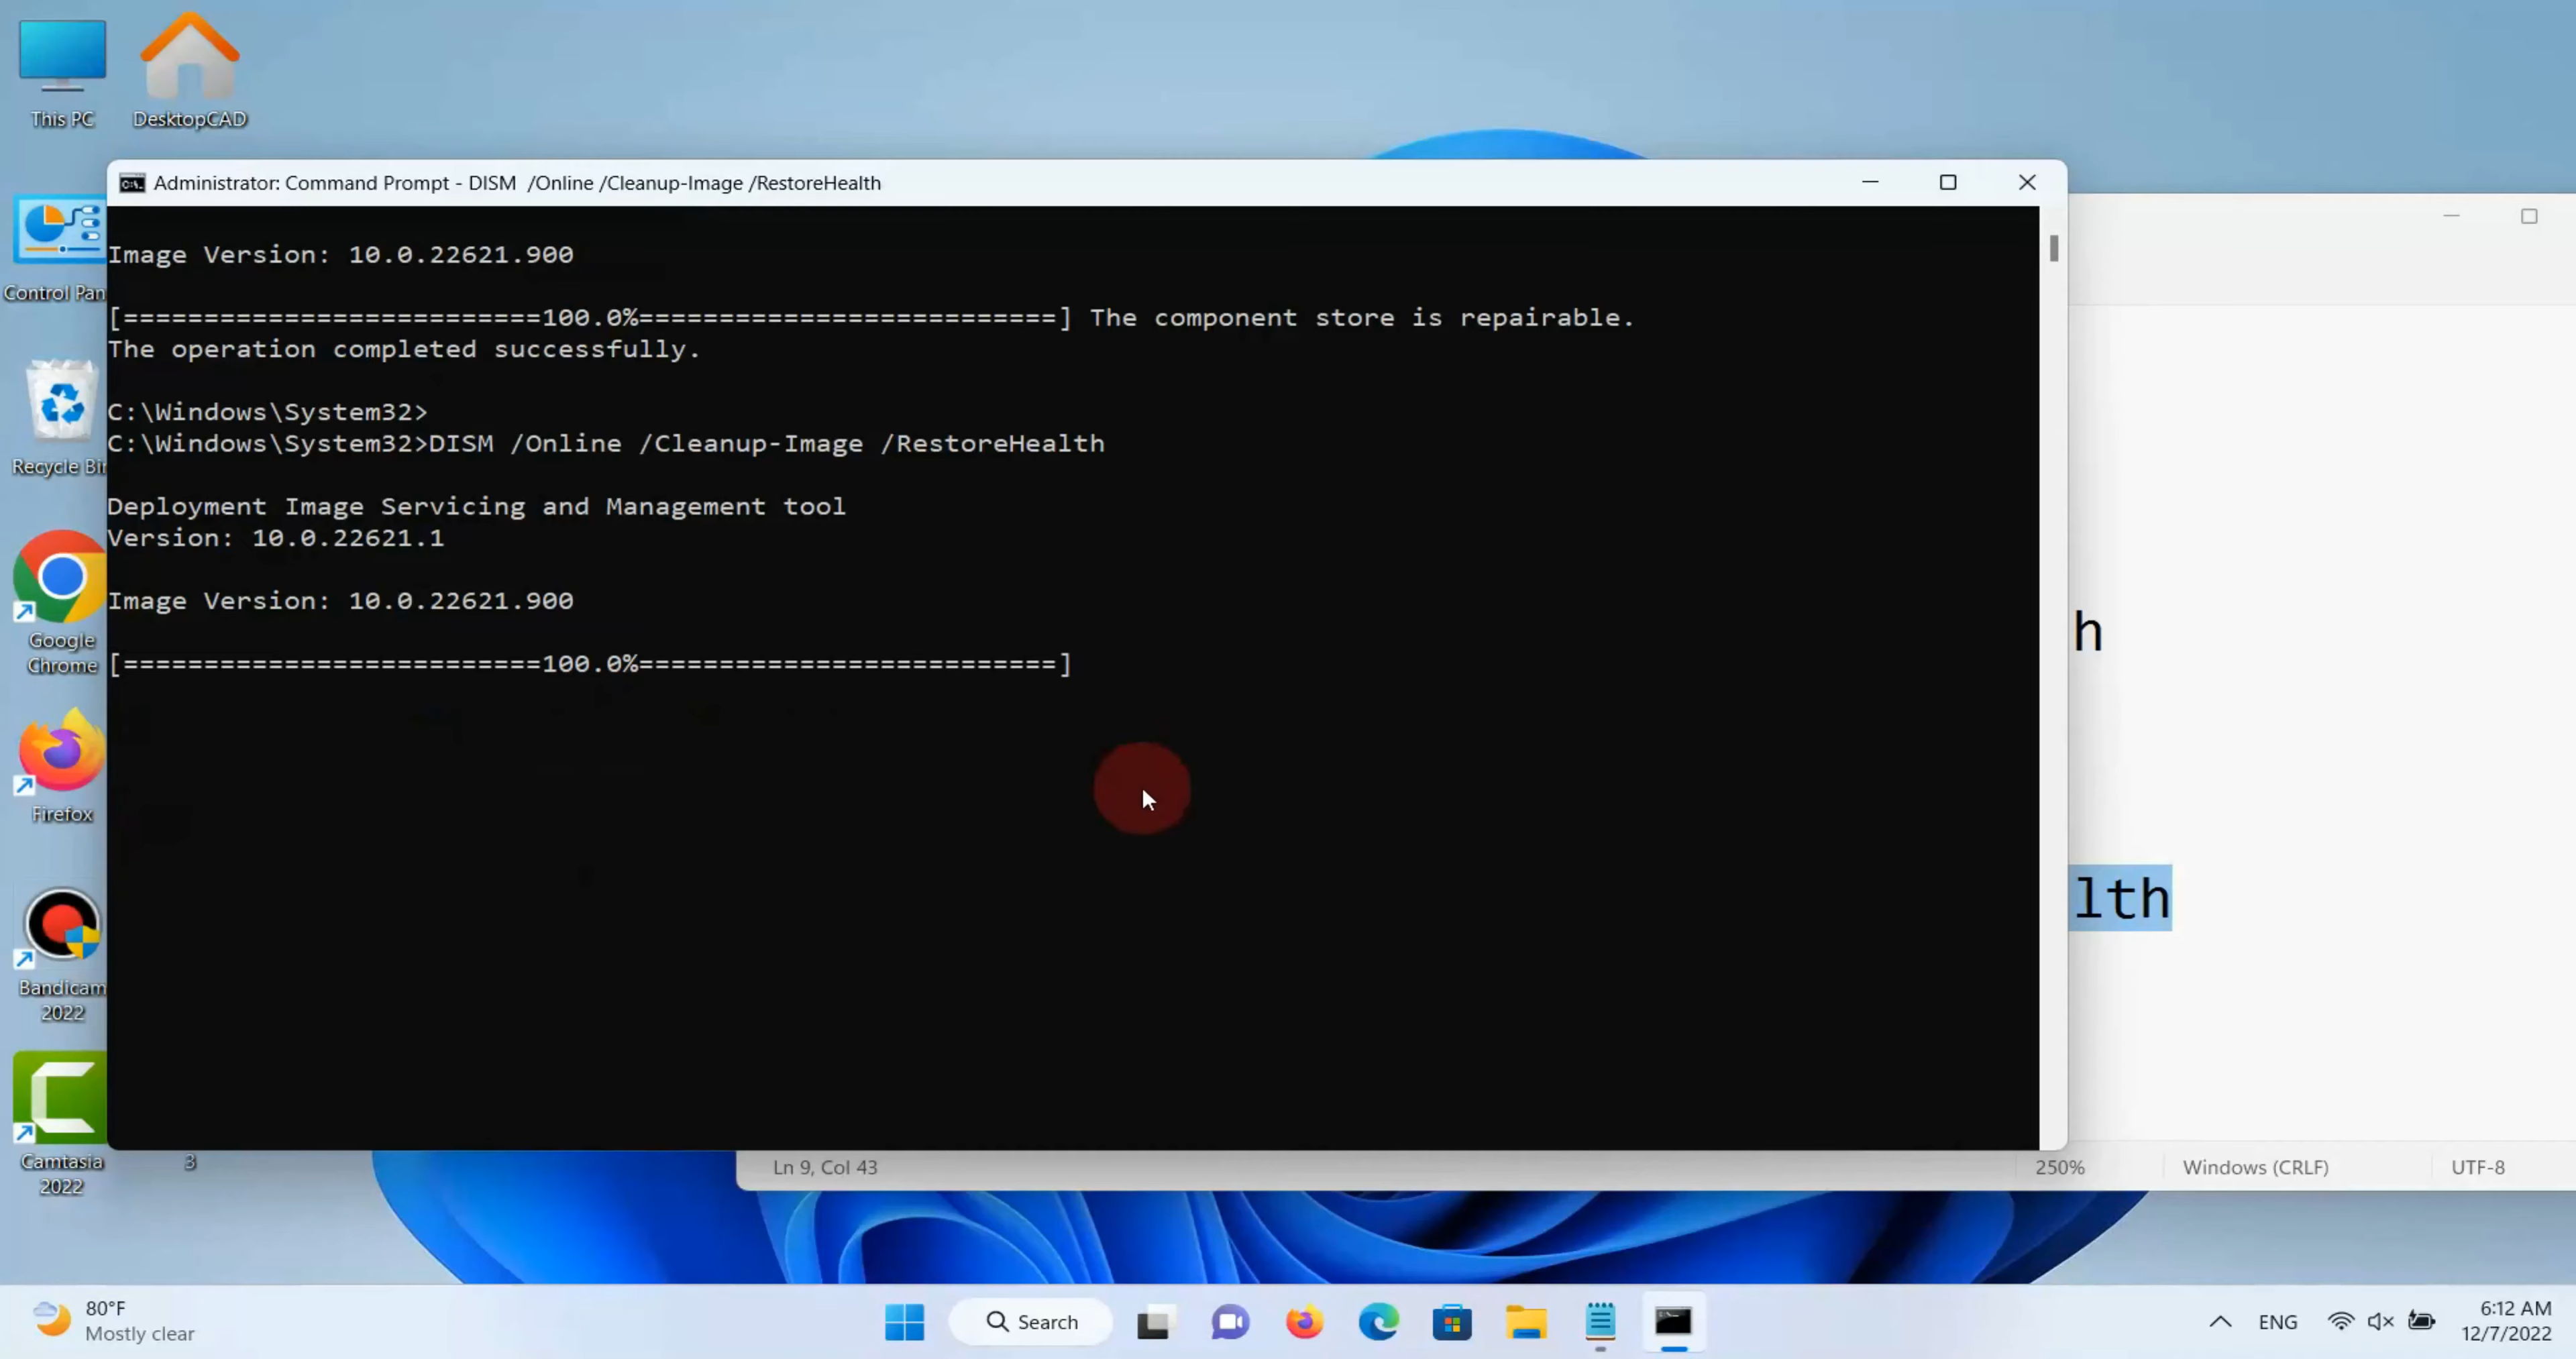 This PC
DesktopCAD
Control Pan
Recycle Bin
Google
Chrome
Firefox
Bandicam
2022
Camtasia
2022
3
Administrator: Command Prompt - DISM  /Online /Cleanup-Image /RestoreHealth
Image Version: 10.0.22621.900
[==========================100.0%==========================] The component store is repairable.
The operation completed successfully.
C:\Windows\System32>
C:\Windows\System32>DISM /Online /Cleanup-Image /RestoreHealth
Deployment Image Servicing and Management tool
Version: 10.0.22621.1
Image Version: 10.0.22621.900
[==========================100.0%==========================]
h
lth
Ln 9, Col 43
250%
Windows (CRLF)
UTF-8
80°F
Mostly clear
Search
ENG
6:12 AM
12/7/2022